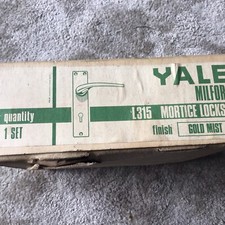 YALE
MILFOR
quantity
1 SET
L315 MORTICE LOCKS
finish GOLD MIST